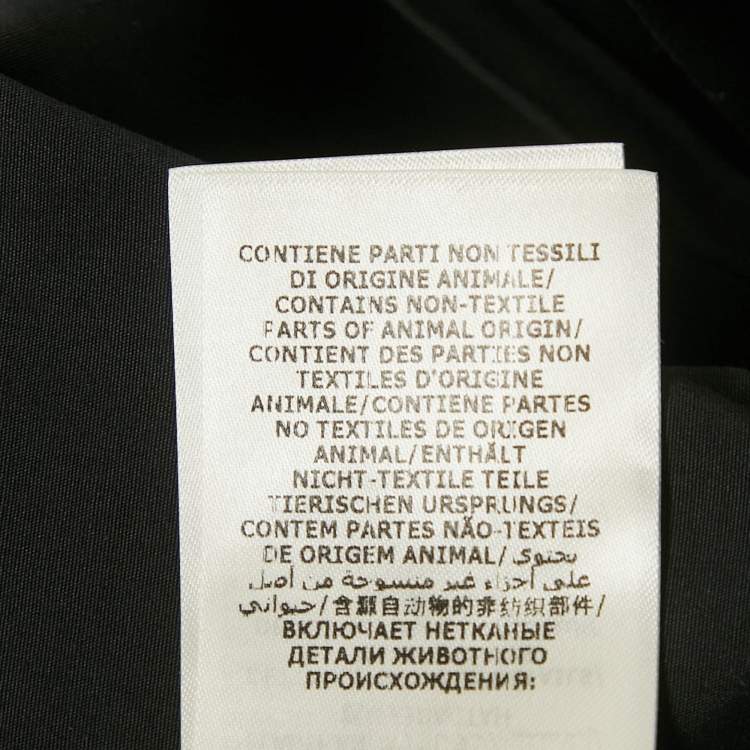 CONTIENE PARTI NON TESSILI
DI ORIGINE ANIMALE/
CONTAINS NON-TEXTILE
PARTS OF ANIMAL ORIGIN/
CONTIENT DES PARTIES NON
TEXTILES D'ORIGINE
ANIMALE/CONTIENE PARTES
NO TEXTILES DE ORIGEN
ANIMAL/ENTHÄLT
NICHT-TEXTILE TEILE
TIERISCHEN URSPRUNGS/
CONTEM PARTES NÃO-TEXTEIS
DE ORIGEM ANIMAL/ يحتوي
على أجزاء غير منسوجة من أصل
حيواني/含源自动物的非纺织部件/
ВКЛЮЧАЕТ НЕТКАНЫЕ
ДЕТАЛИ ЖИВОТНОГО
ПРОИСХОЖДЕНИЯ: